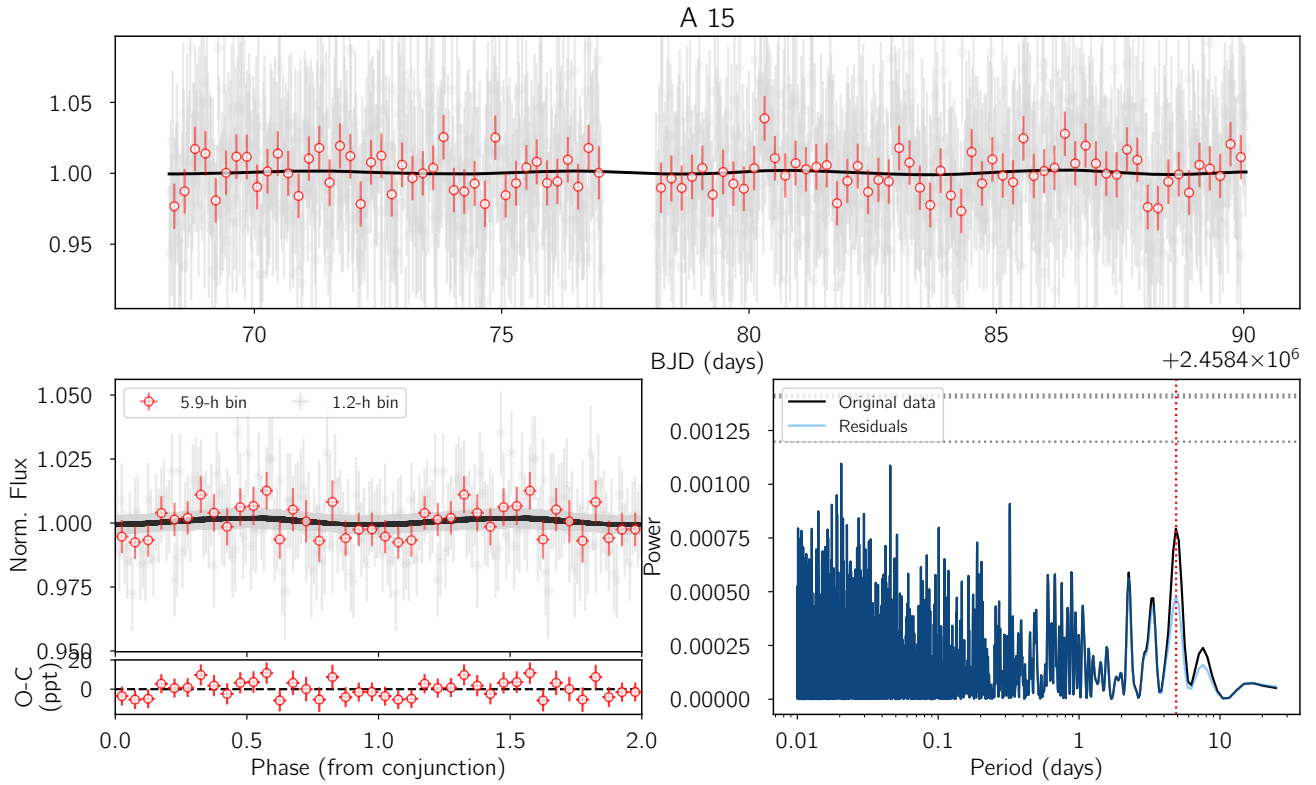 A 15
1.05
1.00
0.95
70
75
80
85
90
BJD (days)
+2.4584×10⁶
1.050
1.025
1.000
0.975
0.950
Norm. Flux
5.9-h bin
1.2-h bin
20
0
O-C
(ppt)
0.0
0.5
1.0
1.5
2.0
Phase (from conjunction)
0.00125
0.00100
0.00075
0.00050
0.00025
0.00000
Power
Original data
Residuals
0.01
0.1
1
10
Period (days)